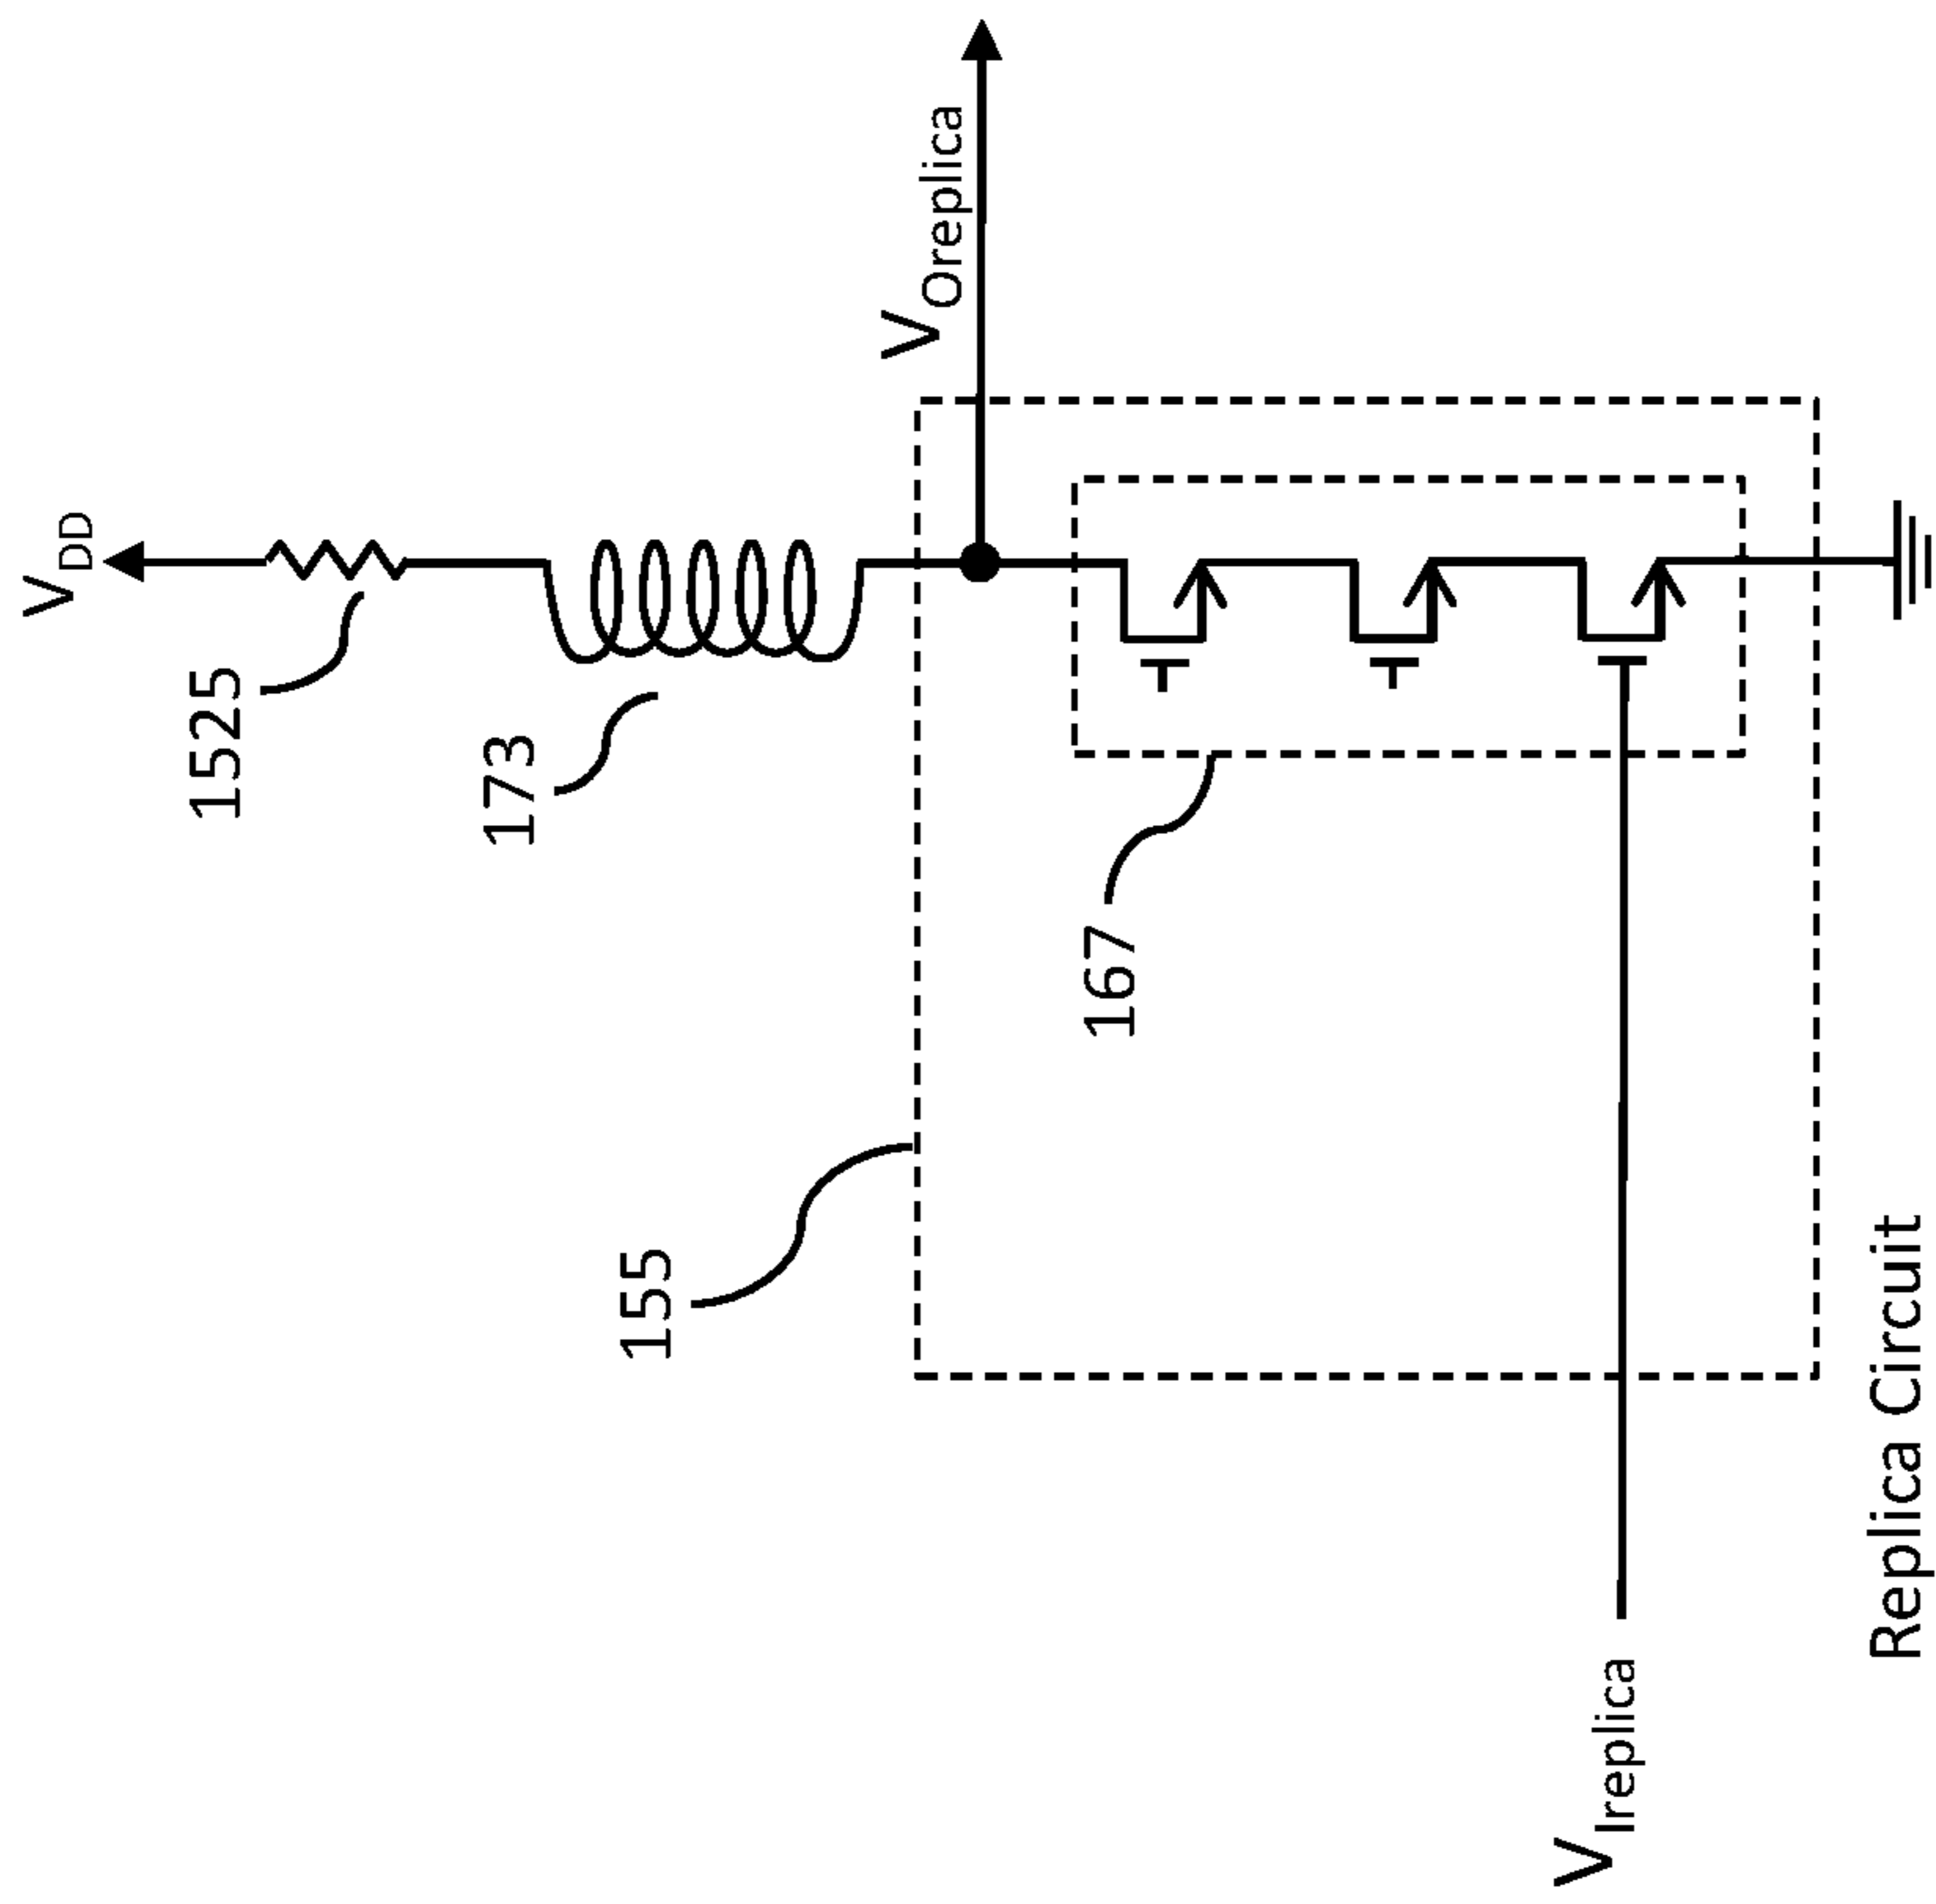 V_DD
1525
173
V_Oreplica
155
167
V_Ireplica
Replica Circuit